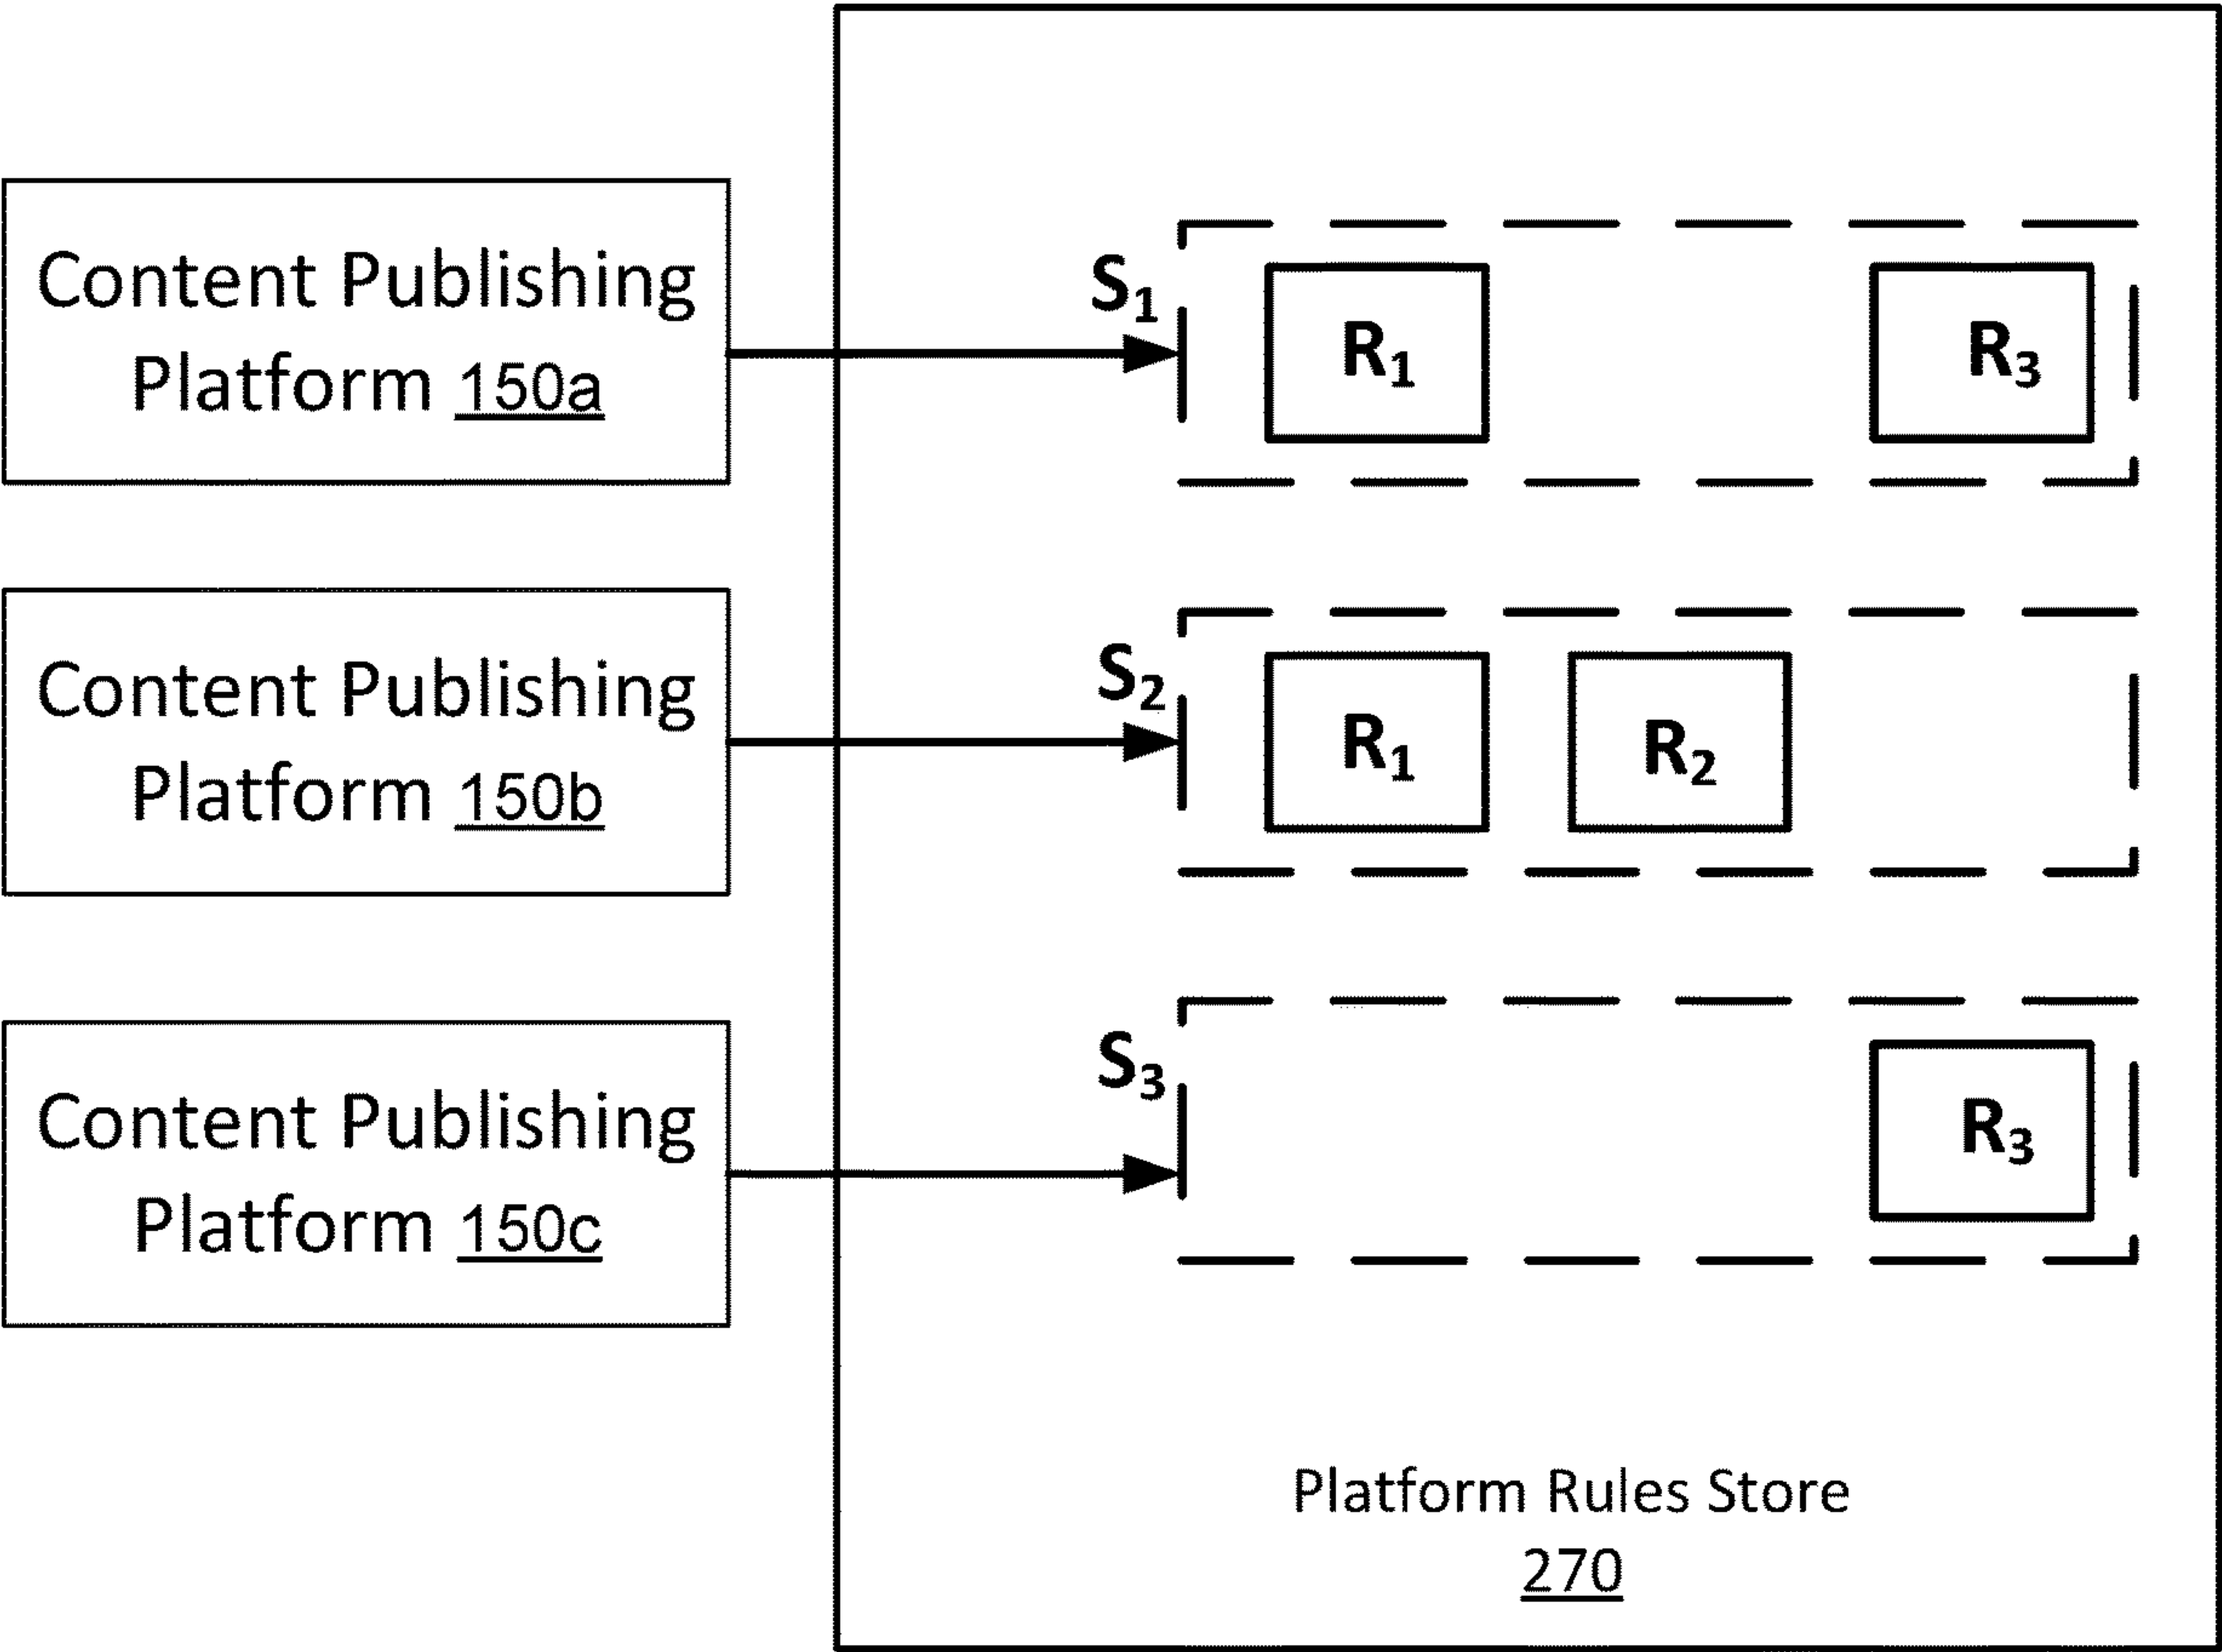 Content Publishing
Platform 150a
S₁
R₁
R₃
Content Publishing
Platform 150b
S₂
R₁
R₂
Content Publishing
Platform 150c
S₃
R₃
Platform Rules Store
270